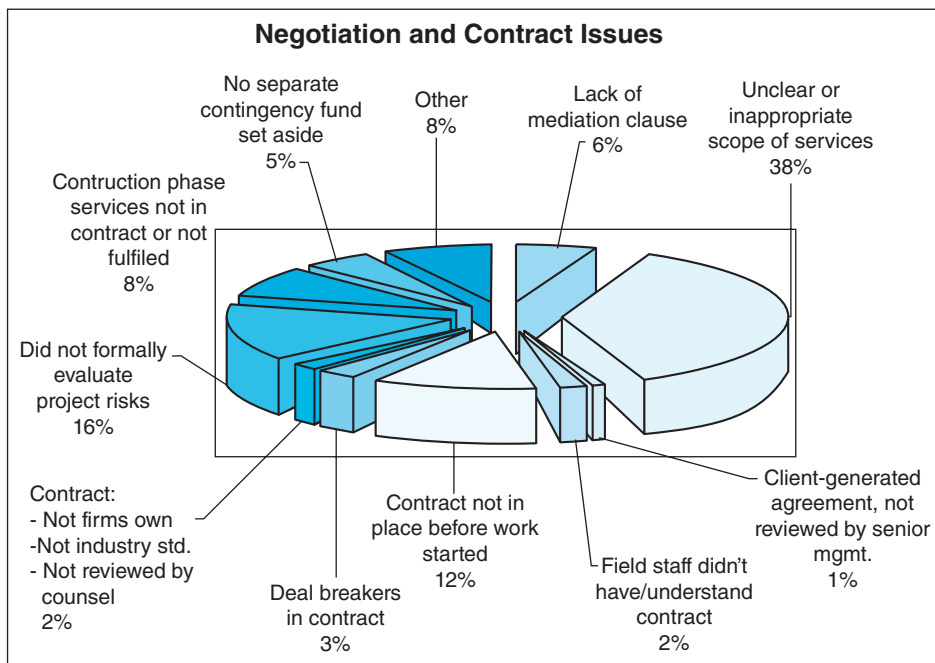 Negotiation and Contract Issues
No separate
contingency fund
set aside
5%
Other
8%
Lack of
mediation clause
6%
Unclear or
inappropriate
scope of services
38%
Contruction phase
services not in
contract or not
fulfiled
8%
Did not formally
evaluate
project risks
16%
Contract:
- Not firms own
-Not industry std.
- Not reviewed by
counsel
2%
Deal breakers
in contract
3%
Contract not in
place before work
started
12%
Field staff didn't
have/understand
contract
2%
Client-generated
agreement, not
reviewed by senior
mgmt.
1%